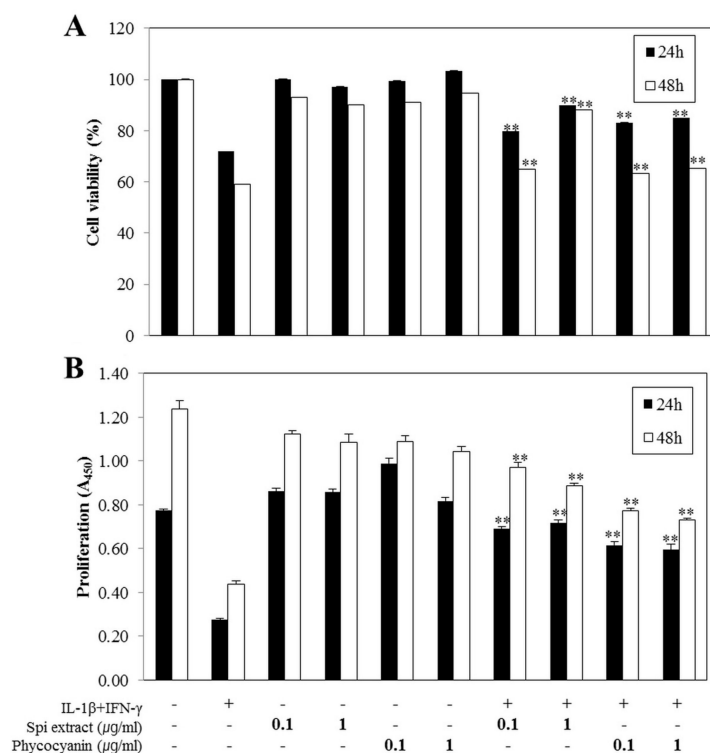 A
120
100
80
60
40
20
0
Cell viability (%)
24h
48h
** ** ** ** ** ** ** **
B
1.40
1.20
1.00
0.80
0.60
0.40
0.20
0.00
Proliferation (A450)
24h
48h
** ** ** ** ** ** ** **
IL-1β+IFN-γ - + - - - - + + + +
Spi extract (µg/ml) - - 0.1 1 - - 0.1 1 - -
Phycocyanin (µg/ml) - - - - 0.1 1 - - 0.1 1